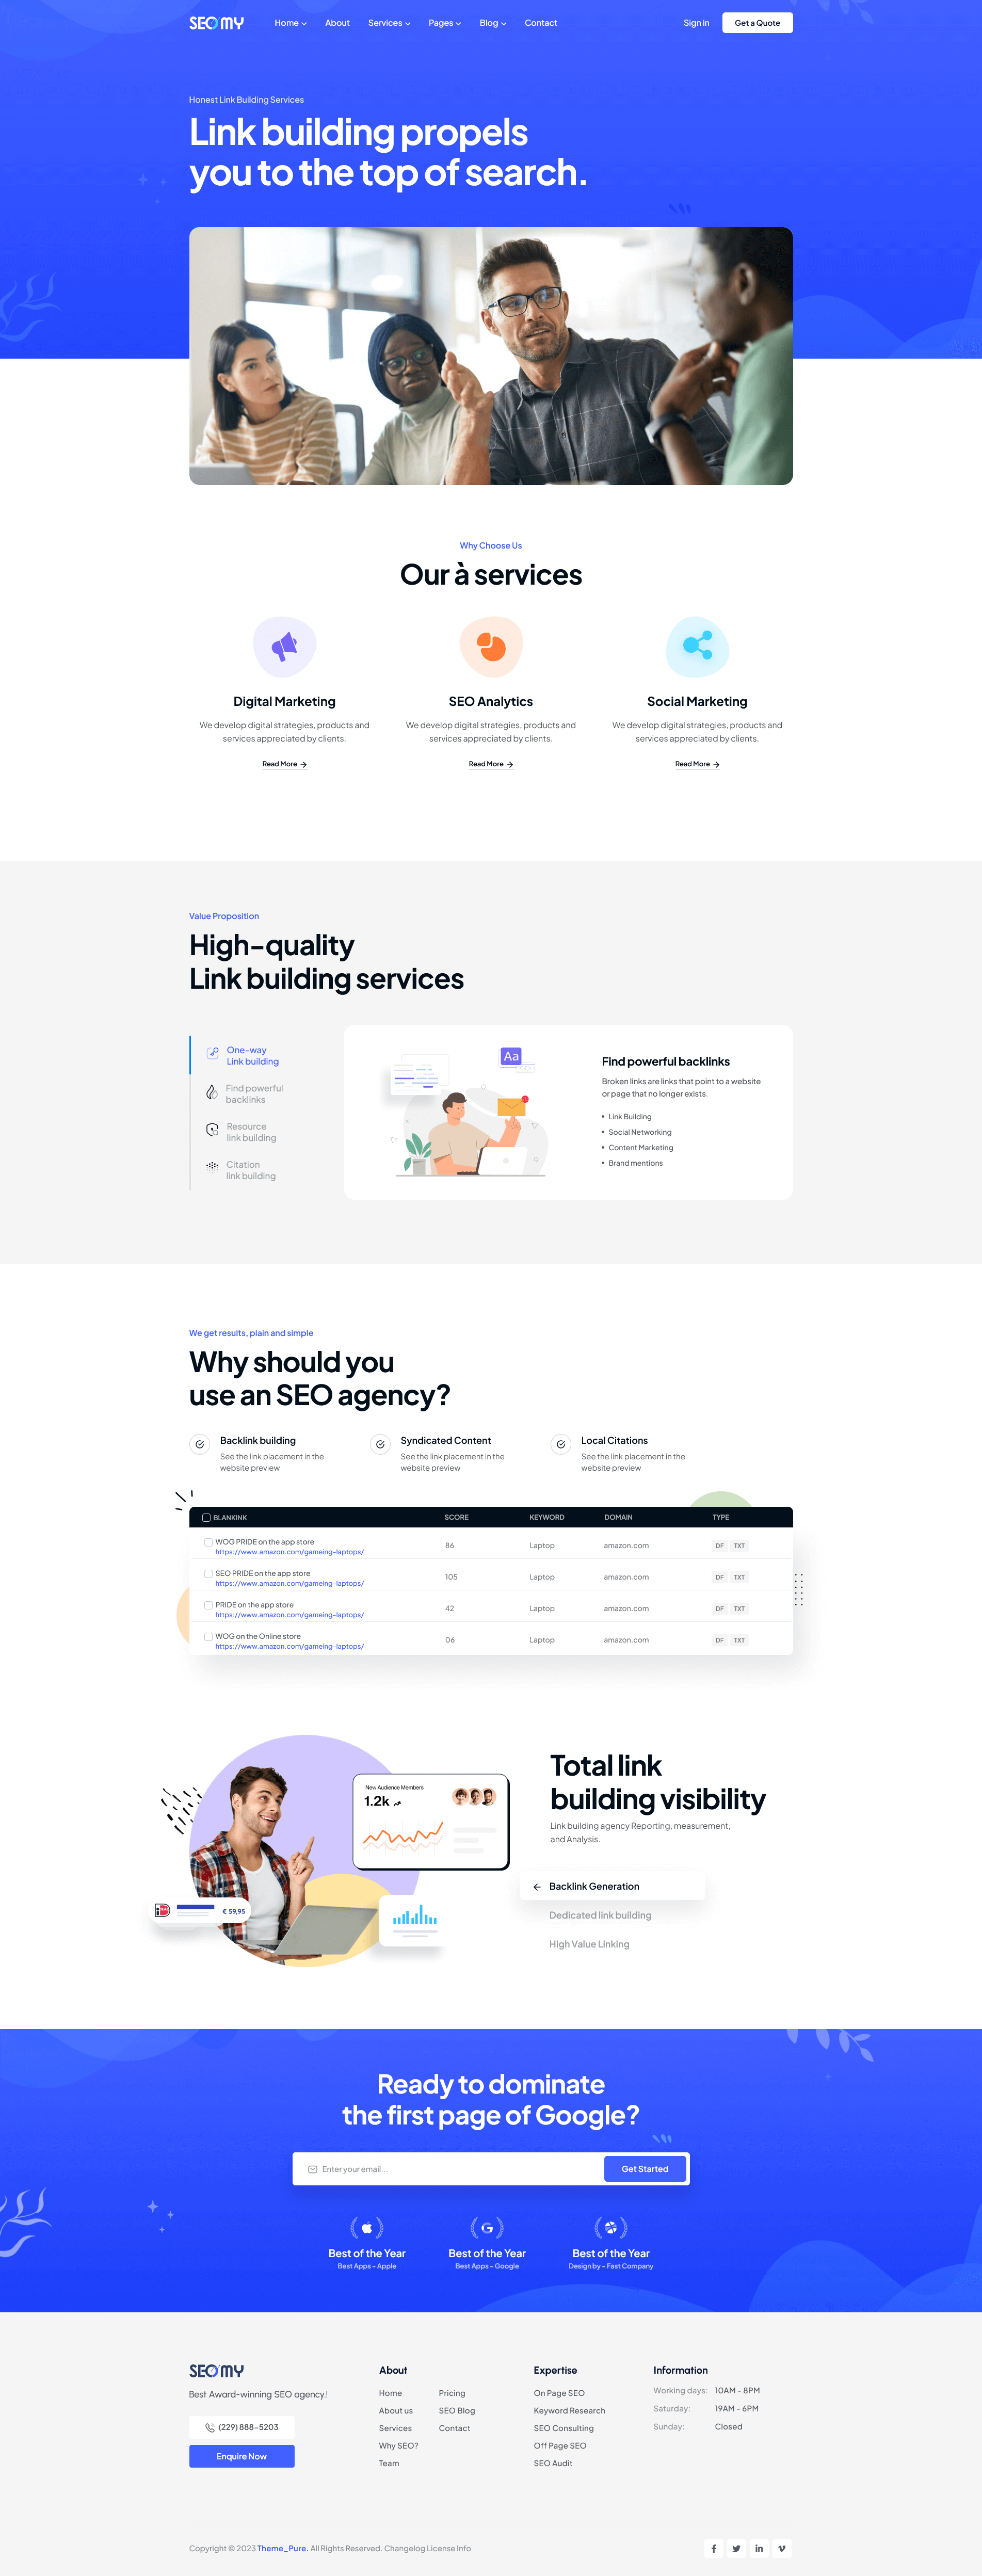 SEOMY
Home
About
Services
Pages
Blog
Contact
Sign in
Get a Quote
Honest Link Building Services
Link building propels
you to the top of search.
Why Choose Us
Our à services
Digital Marketing
We develop digital strategies, products and
services appreciated by clients.
Read More
SEO Analytics
We develop digital strategies, products and
services appreciated by clients.
Read More
Social Marketing
We develop digital strategies, products and
services appreciated by clients.
Read More
Value Proposition
High-quality
Link building services
One-way
Link building
Find powerful
backlinks
Resource
link building
Citation
link building
Aa
Find powerful backlinks
Broken links are links that point to a website
or page that no longer exists.
Link Building
Social Networking
Content Marketing
Brand mentions
We get results, plain and simple
Why should you
use an SEO agency?
Backlink building
See the link placement in the
website preview
Syndicated Content
See the link placement in the
website preview
Local Citations
See the link placement in the
website preview
BLANKINK SCORE KEYWORD DOMAIN TYPE
WOG PRIDE on the app store
https://www.amazon.com/gameing-laptops/
86 Laptop amazon.com DF TXT
SEO PRIDE on the app store
https://www.amazon.com/gameing-laptops/
105 Laptop amazon.com DF TXT
PRIDE on the app store
https://www.amazon.com/gameing-laptops/
42 Laptop amazon.com DF TXT
WOG on the Online store
https://www.amazon.com/gameing-laptops/
06 Laptop amazon.com DF TXT
New Audience Members
1.2k
€ 59,95
Total link
building visibility
Link building agency Reporting, measurement,
and Analysis.
Backlink Generation
Dedicated link building
High Value Linking
Ready to dominate
the first page of Google?
Enter your email...
Get Started
Best of the Year
Best Apps - Apple
G
Best of the Year
Best Apps - Google
Best of the Year
Design by - Fast Company
SEOMY
Best Award-winning SEO agency.!
(229) 888-5203
Enquire Now
About
Home
About us
Services
Why SEO?
Team
Pricing
SEO Blog
Contact
Expertise
On Page SEO
Keyword Research
SEO Consulting
Off Page SEO
SEO Audit
Information
Working days: 10AM - 8PM
Saturday: 19AM - 6PM
Sunday: Closed
Copyright © 2023 Theme_Pure. All Rights Reserved. Changelog License Info